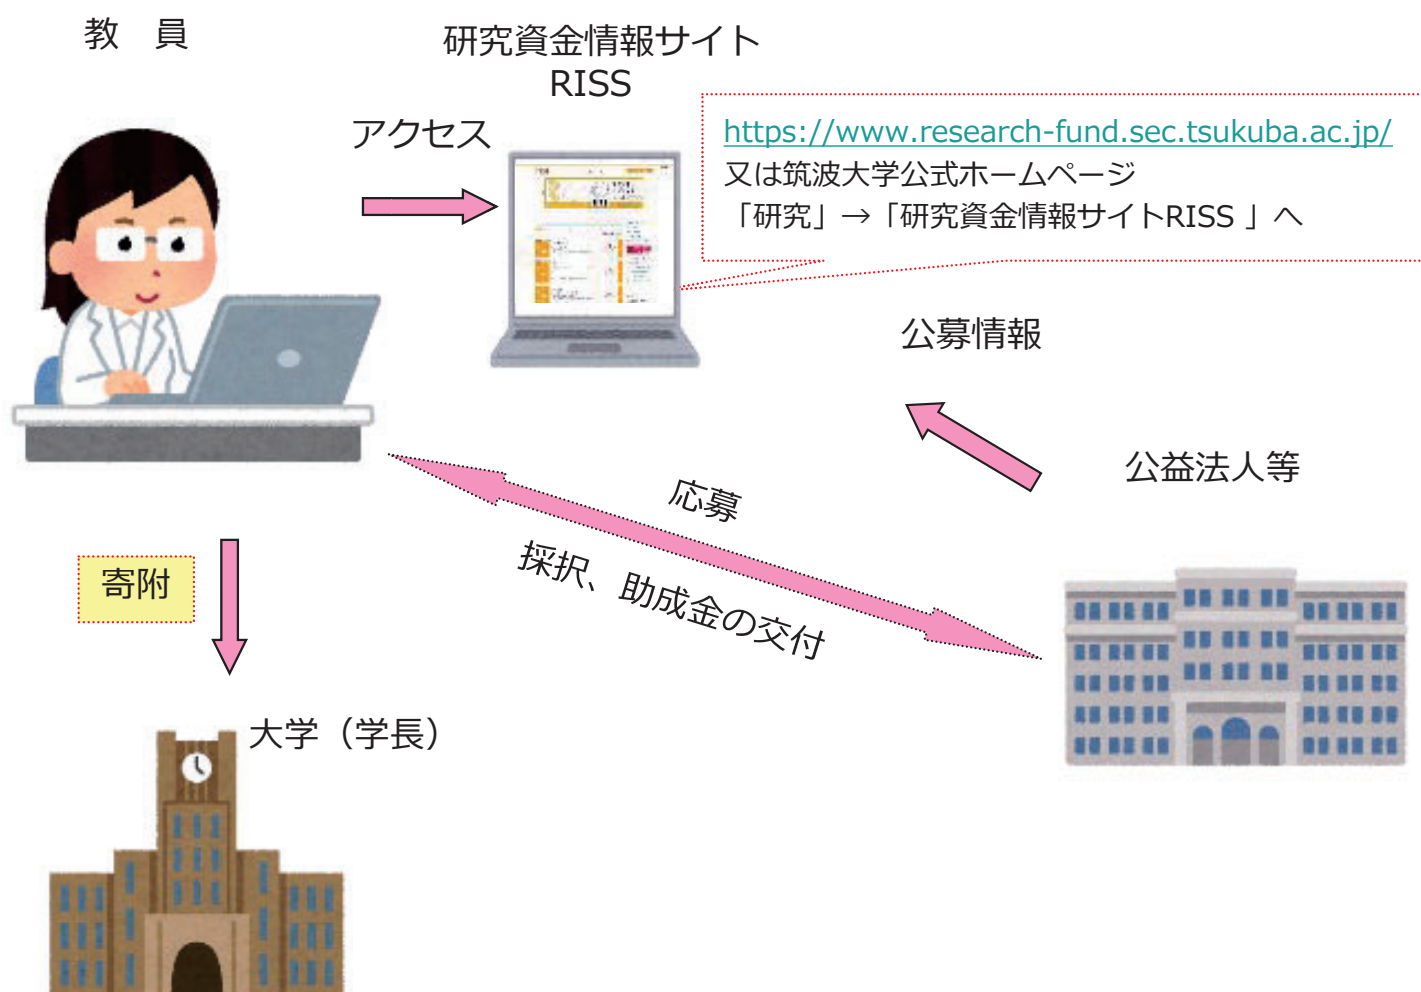 教　員
研究資金情報サイト
RISS
アクセス
https://www.research-fund.sec.tsukuba.ac.jp/
又は筑波大学公式ホームページ
「研究」→「研究資金情報サイトRISS 」へ
公募情報
公益法人等
応募
採択、助成金の交付
寄附
大学（学長）